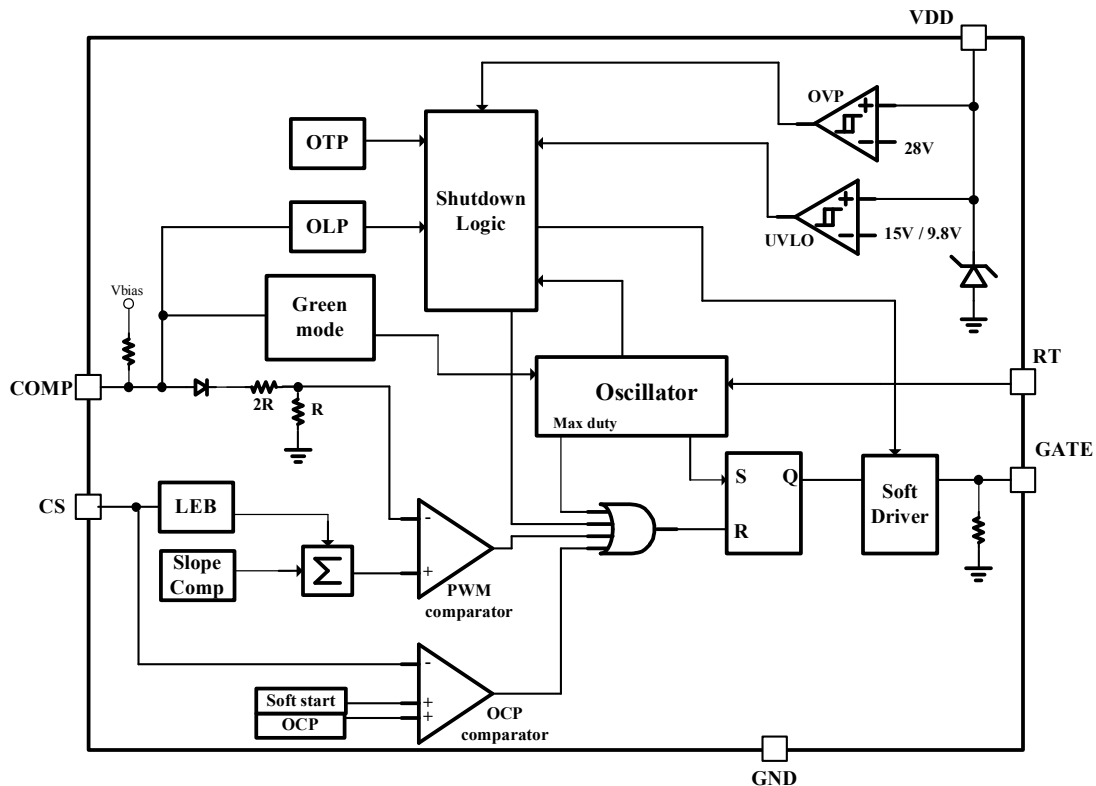 VDD
OVP
+
−
28V
OTP
Shutdown
Logic
OLP
+
−
UVLO
15V / 9.8V
Vbias
Green
mode
RT
COMP
2R
R
Oscillator
Max duty
GATE
CS
LEB
-
S
Q
R
Soft
Driver
Slope
Comp
Σ
+
PWM
comparator
-
Soft start
+
OCP
+
OCP
comparator
GND